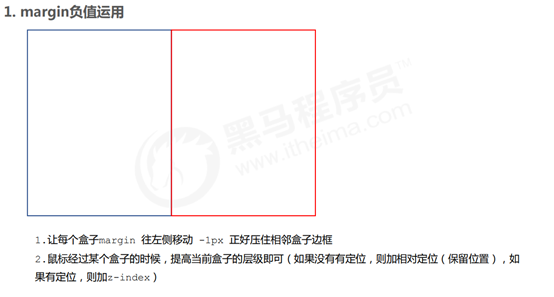 1. margin负值运用
黑马程序员™
www.itheima.com
1.让每个盒子margin 往左侧移动 -1px 正好压住相邻盒子边框
2.鼠标经过某个盒子的时候，提高当前盒子的层级即可（如果没有有定位，则加相对定位（保留位置），如
果有定位，则加z-index）